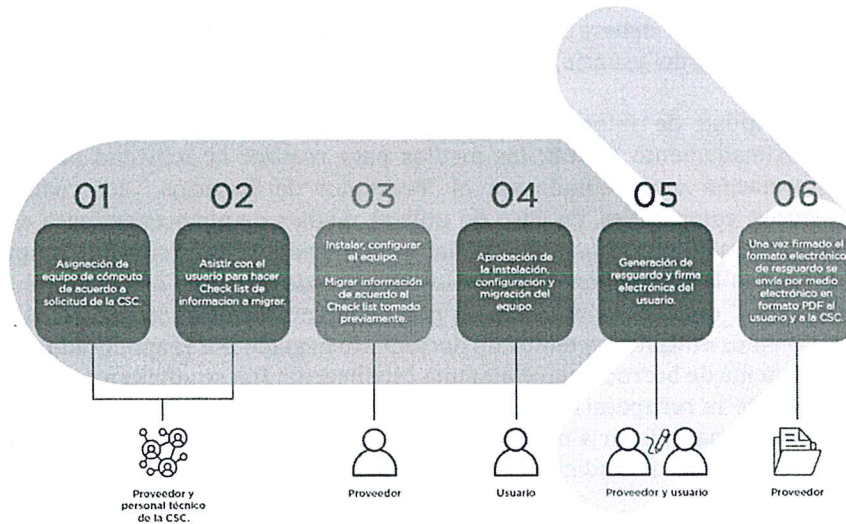 01
Asignación de
equipo de cómputo
de acuerdo a
solicitud de la CSC.
02
Asistir con el
usuario para hacer
Check list de
informacion a migrar.
03
Instalar, configurar
el equipo.
Migrar información
de acuerdo al
Check list tomado
previamente.
04
Aprobación de
la instalación,
configuración y
migración del
equipo.
05
Generación de
resguardo y firma
electrónica del
usuario.
06
Una vez firmado el
formato electrónico
de resguardo se
envía por medio
electrónico en
formato PDF al
usuario y a la CSC.
Proveedor y
personal técnico
de la CSC.
Proveedor
Usuario
Proveedor y usuario
Proveedor